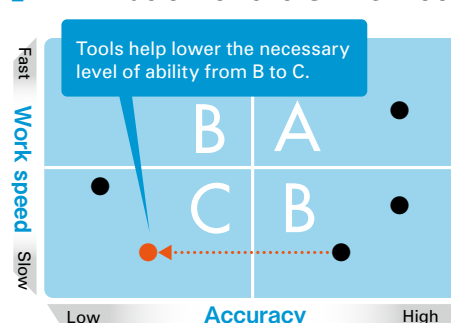 Tools help lower the necessary
level of ability from B to C.
Fast
Work speed
Slow
B
A
C
B
Low
Accuracy
High